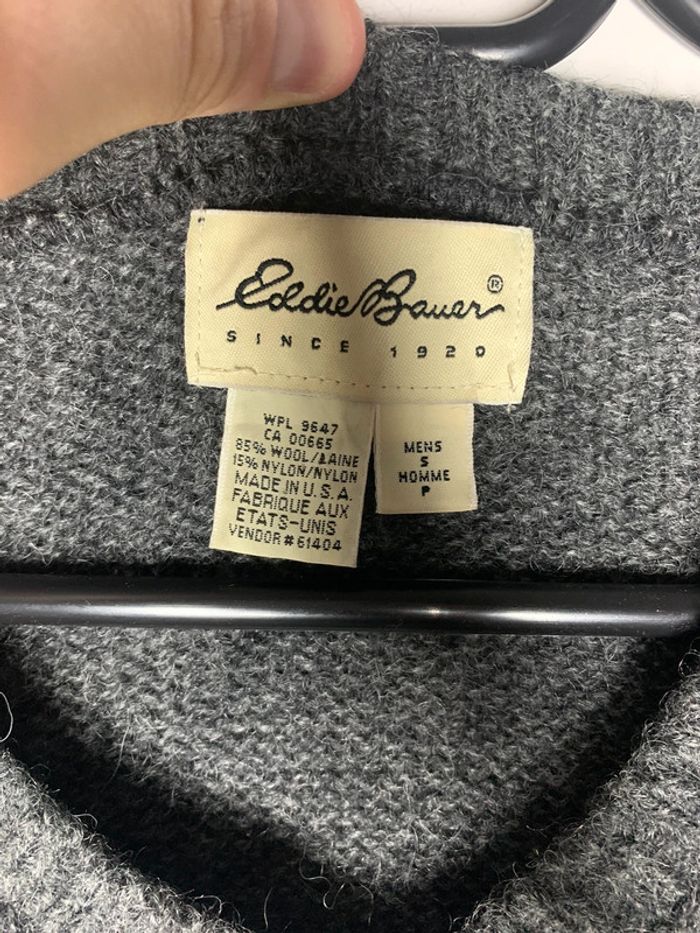 Eddie Bauer®
SINCE 1920
WPL 9647
CA 00665
85% WOOL/LAINE
15% NYLON/NYLON
MADE IN U.S.A.
FABRIQUE AUX
ETATS-UNIS
VENDOR #61404
MENS
S
HOMME
P